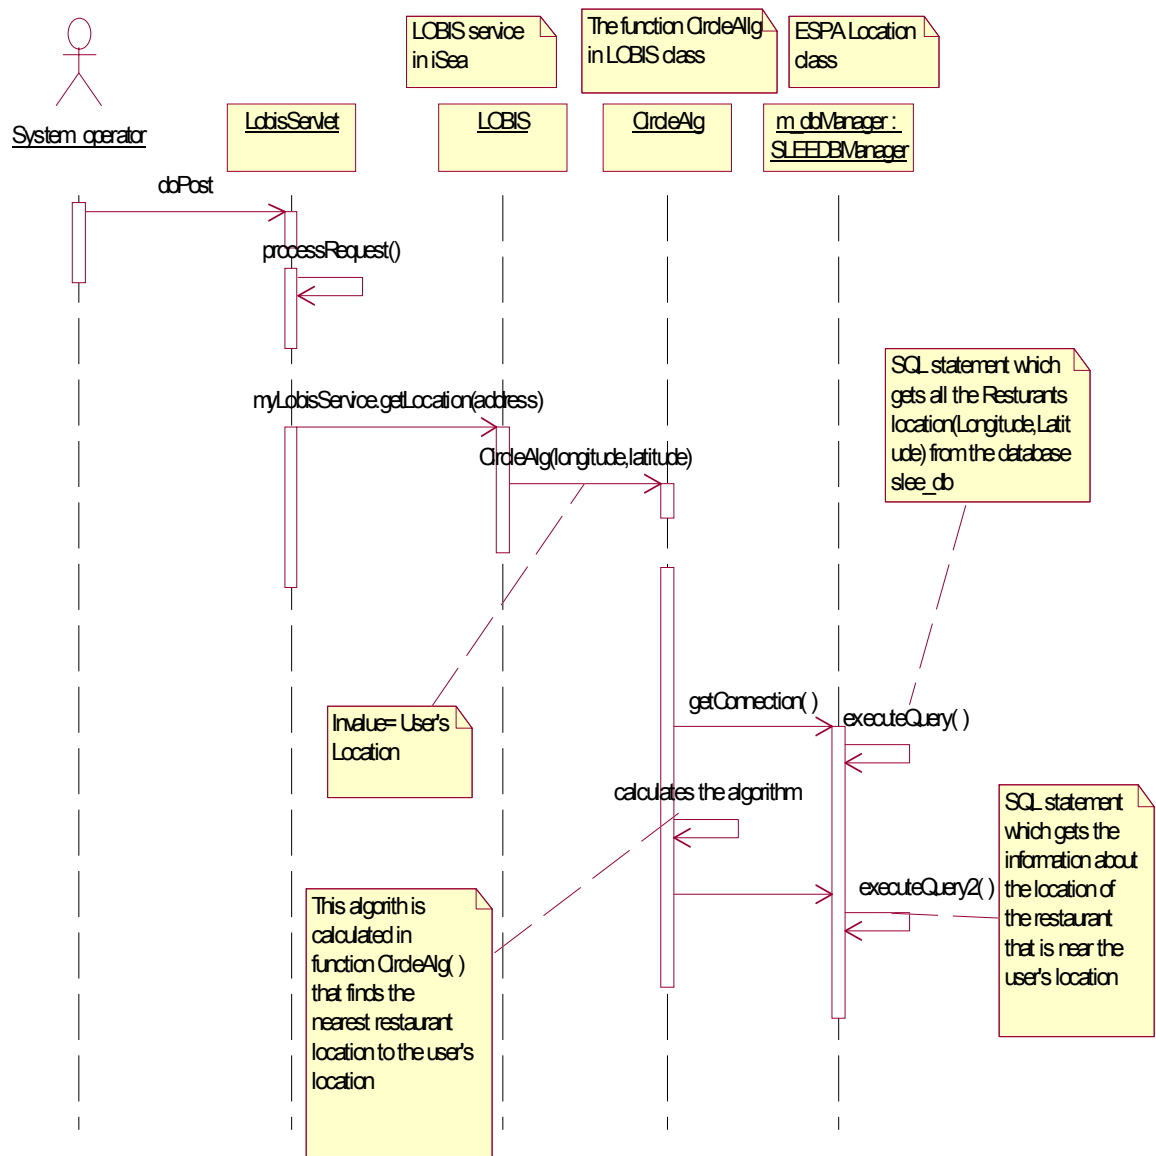 LOBIS service
in iSea
The function CircleAllg
in LOBIS class
ESPA Location
class
System operator
LobisServlet
LOBIS
CircleAlg
m_dbManager :
SLEEDBManager
doPost
processRequest()
SQL statement which
gets all the Resturants
location(Longitude,Latit
ude) from the database
slee_db
myLobisService.getLocation(address)
CircleAlg(longitude,latitude)
Invalue= User's
Location
getConnection( )
executeQuery( )
calculates the algorithm
SQL statement
which gets the
information about
the location of
the restaurant
that is near the
user's location
executeQuery2( )
This algorith is
calculated in
function CircleAlg( )
that finds the
nearest restaurant
location to the user's
location